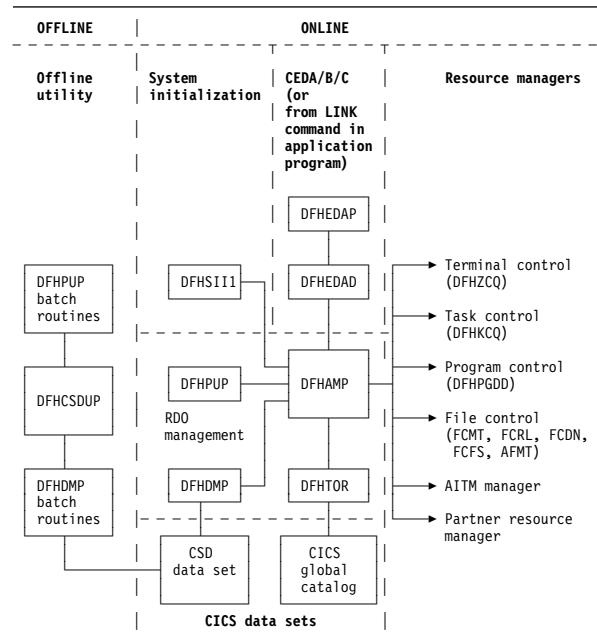 OFFLINE
ONLINE
Offline
utility
System
initialization
CEDA/B/C
(or
from LINK
command in
application
program)
Resource managers
DFHEDAP
DFHPUP
batch
routines
DFHSII1
DFHEDAD
Terminal control
(DFHZCQ)
Task control
(DFHKCQ)
DFHCSDUP
DFHPUP
DFHAMP
Program control
(DFHPGDD)
RDO
management
File control
(FCMT, FCRL, FCDN,
FCFS, AFMT)
DFHDMP
batch
routines
DFHDMP
DFHTOR
AITM manager
Partner resource
manager
CSD
data set
CICS
global
catalog
CICS data sets